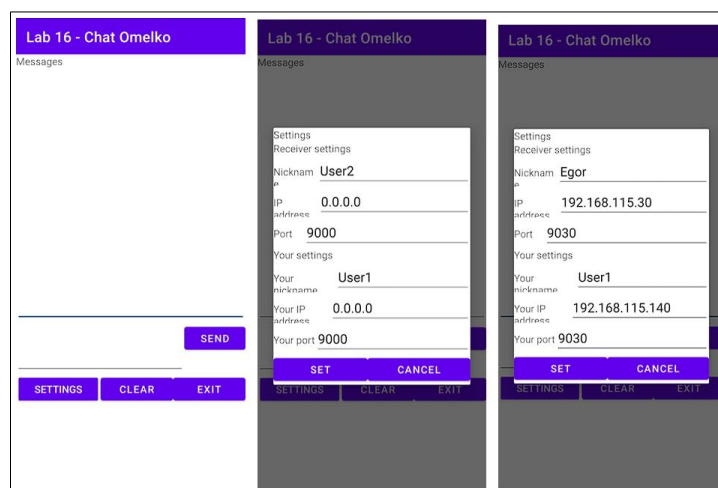 Lab 16 - Chat Omelko
Messages
SEND
SETTINGS CLEAR EXIT
Lab 16 - Chat Omelko
Messages
Settings
Receiver settings
Nicknam
e
User2
IP
address
0.0.0.0
Port 9000
Your settings
Your
nickname
User1
Your IP
address
0.0.0.0
Your port 9000
SET CANCEL
SETTINGS CLEAR EXIT
Lab 16 - Chat Omelko
Messages
Settings
Receiver settings
Nicknam
e
Egor
IP
address
192.168.115.30
Port 9030
Your settings
Your
nickname
User1
Your IP
address
192.168.115.140
Your port 9030
SET CANCEL
SETTINGS CLEAR EXIT